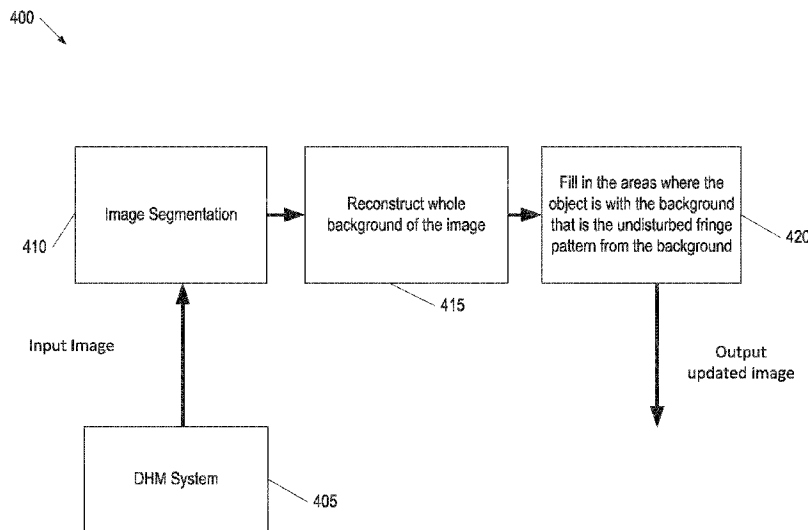 400
Image Segmentation
410
Reconstruct whole
background of the image
415
Fill in the areas where the
object is with the background
that is the undisturbed fringe
pattern from the background
420
Input Image
Output
updated image
DHM System
405